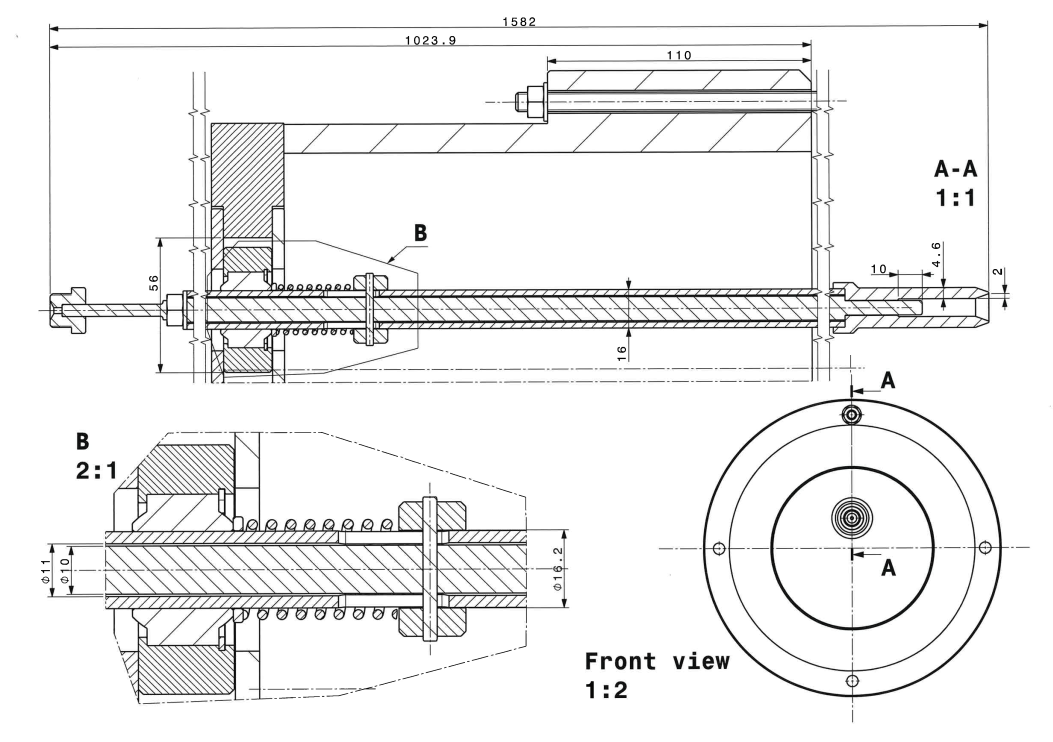 1582
1023.9
110
A-A
1:1
B
56
10
4.6
2
16
A
B
2:1
Φ11
Φ10
Φ16.2
A
Front view
1:2